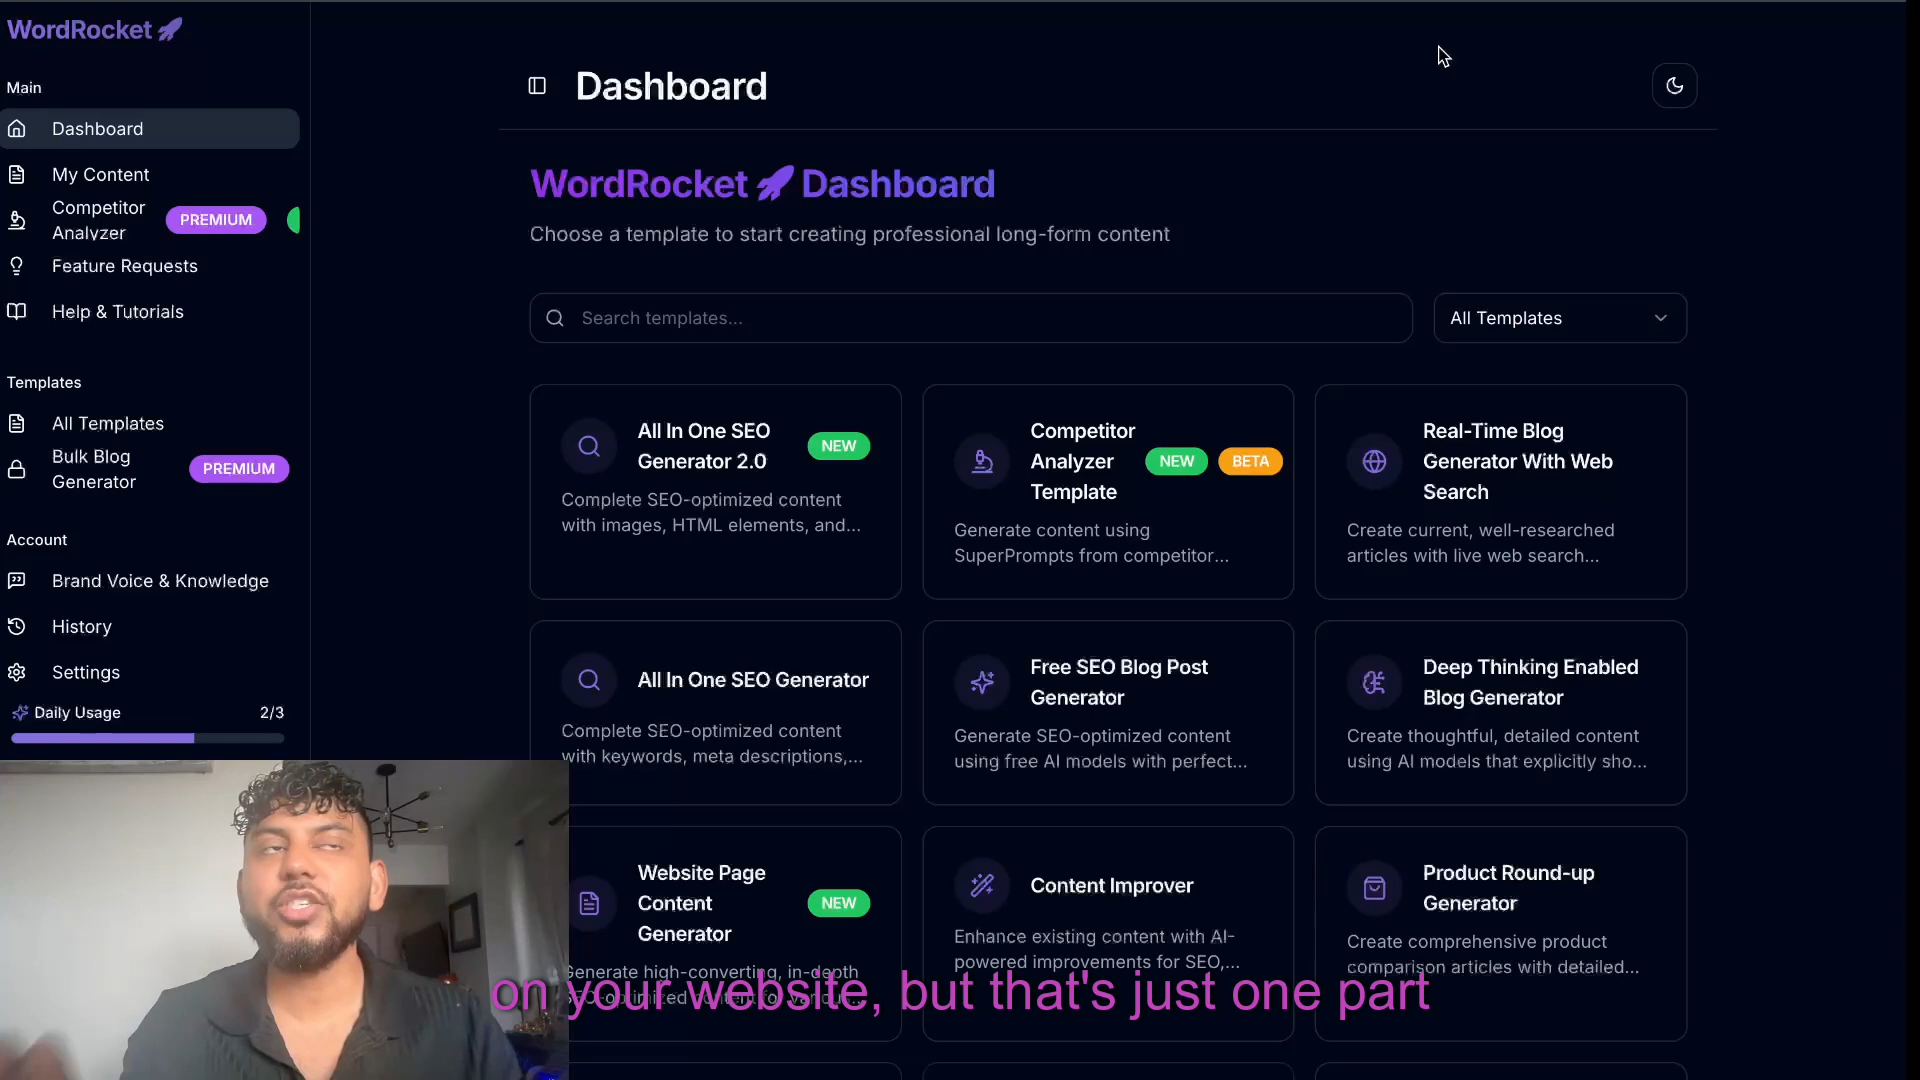 WordRocket
Main
Dashboard
My Content
Competitor
Analyzer
PREMIUM
Feature Requests
Help & Tutorials
Templates
All Templates
Bulk Blog
Generator
PREMIUM
Account
Brand Voice & Knowledge
History
Settings
Daily Usage 2/3
Dashboard
WordRocket Dashboard
Choose a template to start creating professional long-form content
Search templates...
All Templates
All In One SEO
Generator 2.0
NEW
Complete SEO-optimized content
with images, HTML elements, and...
Competitor
Analyzer
Template
NEW BETA
Generate content using
SuperPrompts from competitor...
Real-Time Blog
Generator With Web
Search
Create current, well-researched
articles with live web search...
All In One SEO Generator
Complete SEO-optimized content
with keywords, meta descriptions,...
Free SEO Blog Post
Generator
Generate SEO-optimized content
using free AI models with perfect...
Deep Thinking Enabled
Blog Generator
Create thoughtful, detailed content
using AI models that explicitly sho...
Website Page
Content
Generator
NEW
Generate high-converting, in-depth
Content Improver
Enhance existing content with AI-
powered improvements for SEO,...
Product Round-up
Generator
Create comprehensive product
comparison articles with detailed...
on your website, but that's just one part